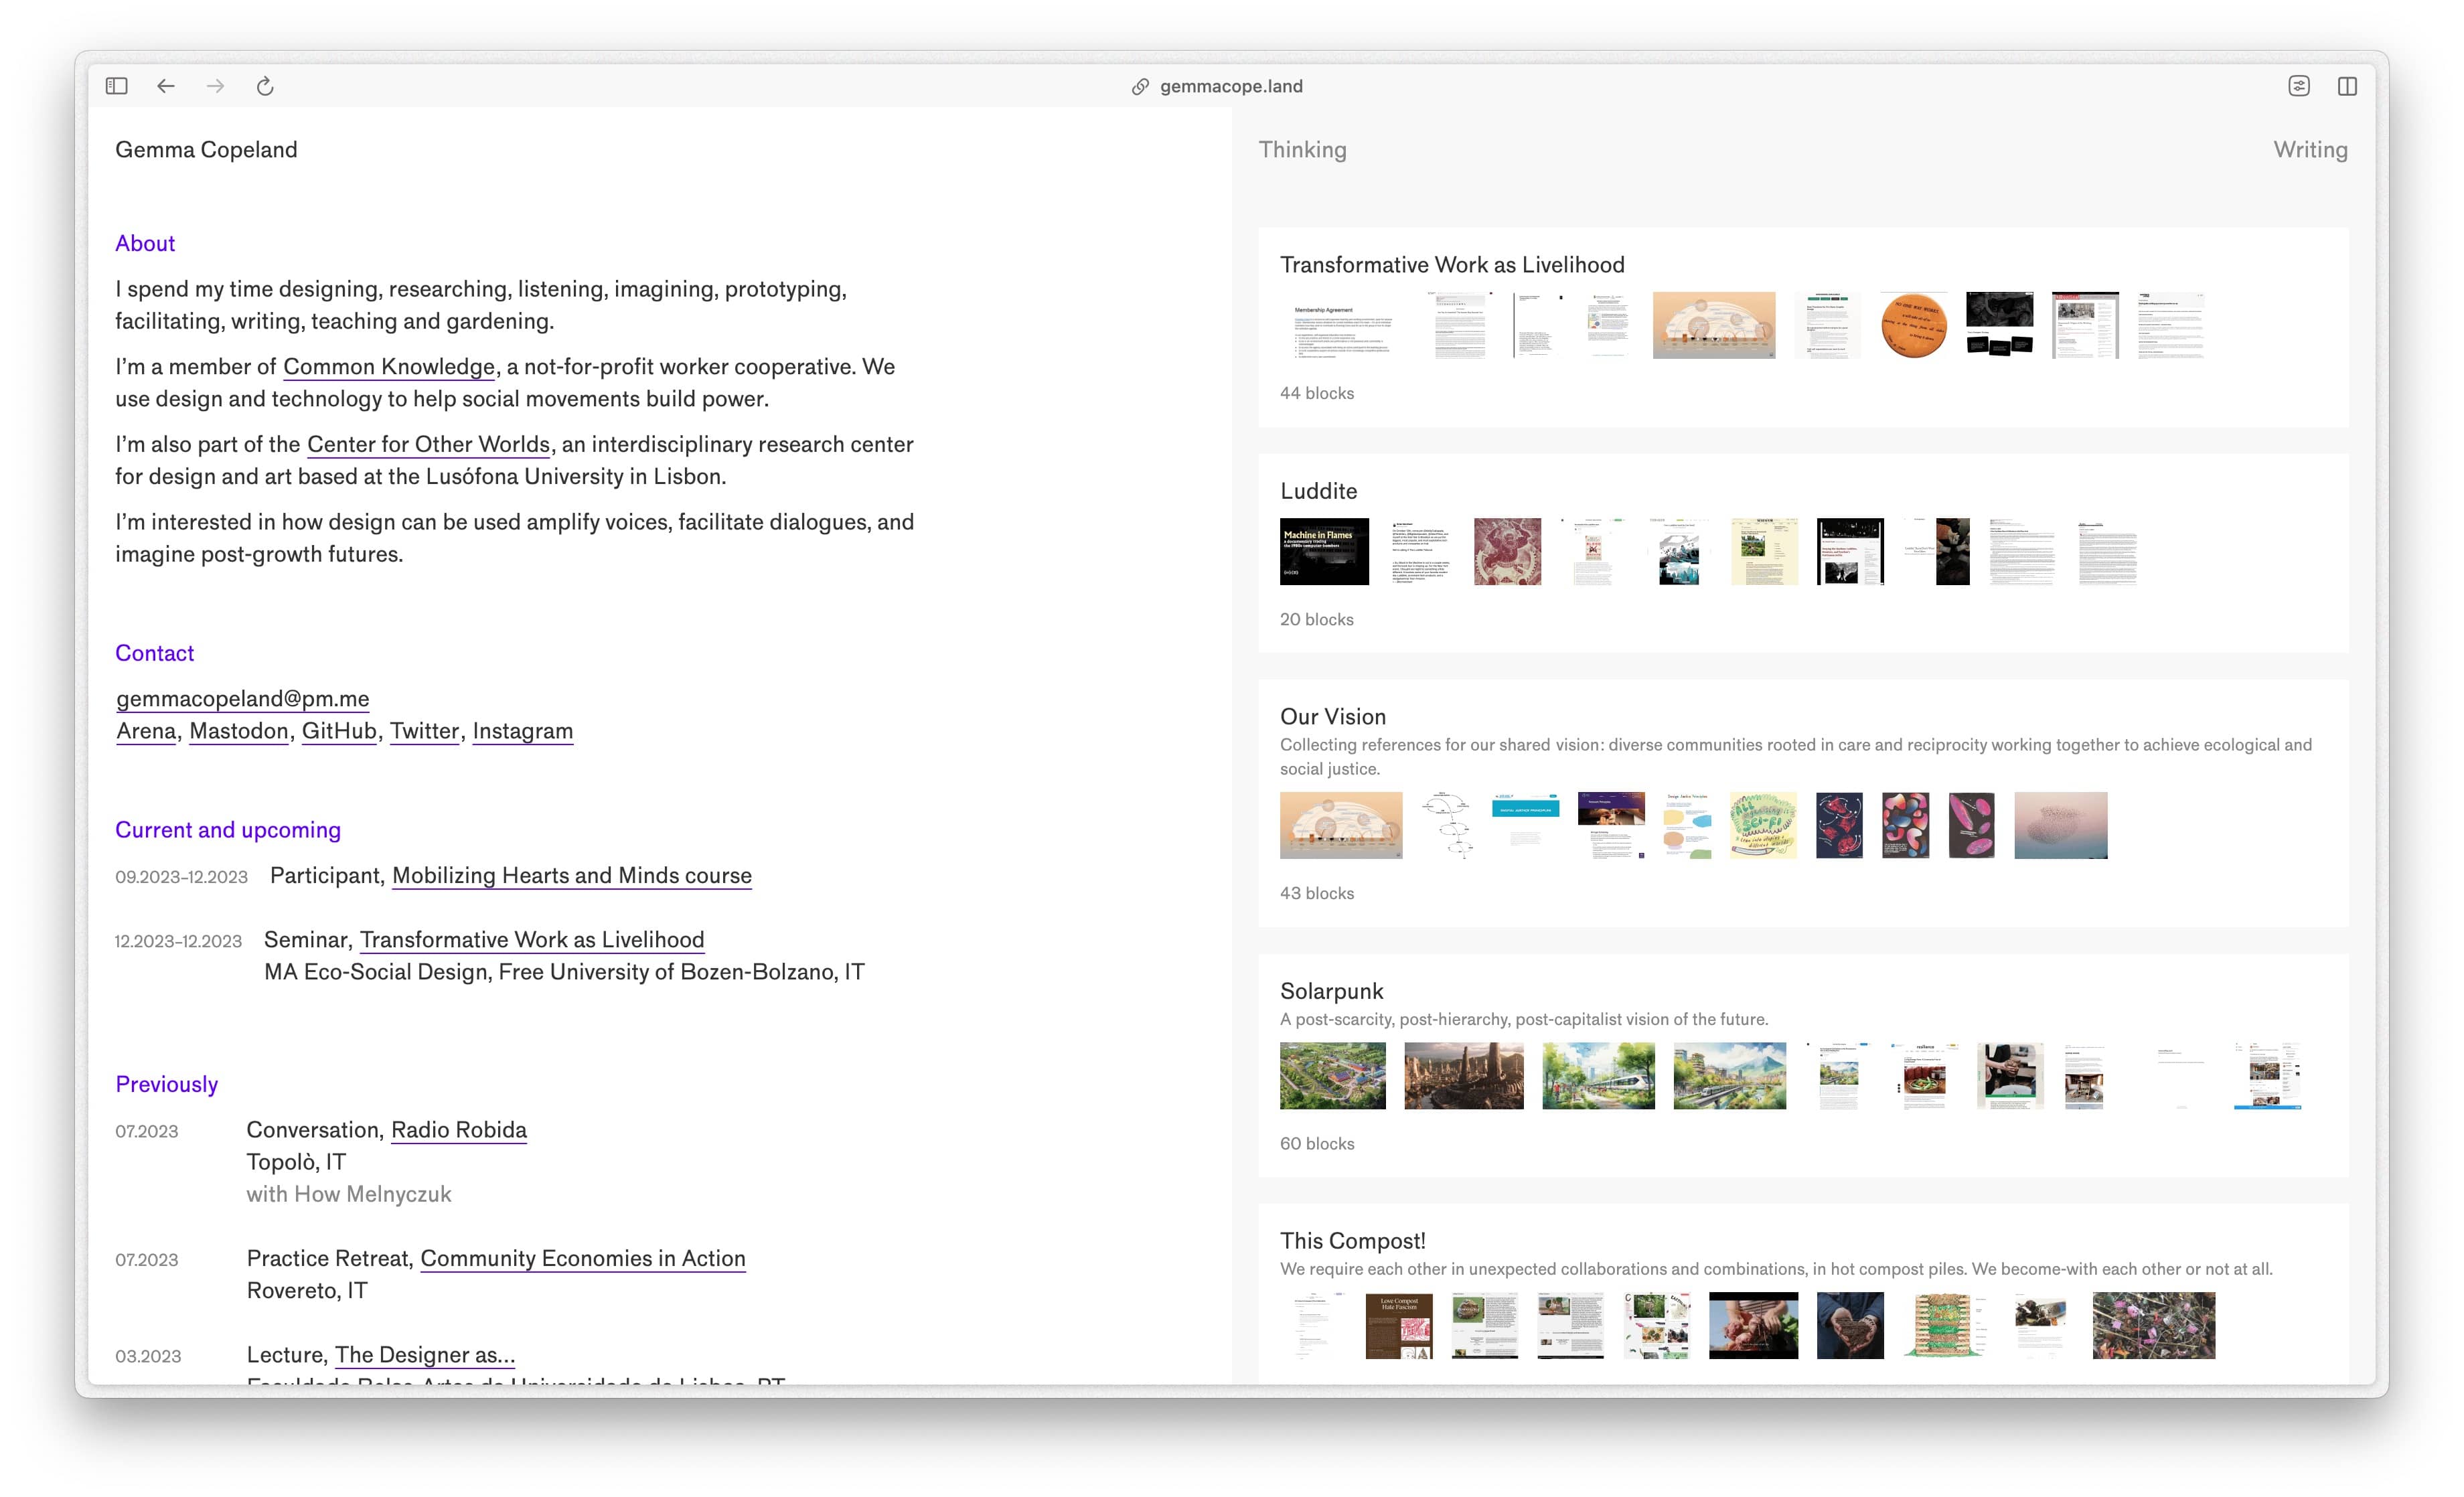 gemmacope.land
Gemma Copeland
About
I spend my time designing, researching, listening, imagining, prototyping,
facilitating, writing, teaching and gardening.
I'm a member of Common Knowledge, a not-for-profit worker cooperative. We
use design and technology to help social movements build power.
I'm also part of the Center for Other Worlds, an interdisciplinary research center
for design and art based at the Lusófona University in Lisbon.
I'm interested in how design can be used amplify voices, facilitate dialogues, and
imagine post-growth futures.
Contact
gemmacopeland@pm.me
Arena, Mastodon, GitHub, Twitter, Instagram
Current and upcoming
09.2023–12.2023 Participant, Mobilizing Hearts and Minds course
12.2023–12.2023 Seminar, Transformative Work as Livelihood
MA Eco-Social Design, Free University of Bozen-Bolzano, IT
Previously
07.2023 Conversation, Radio Robida
Topolò, IT
with How Melnyczuk
07.2023 Practice Retreat, Community Economies in Action
Rovereto, IT
03.2023 Lecture, The Designer as...
Thinking
Writing
Transformative Work as Livelihood
Membership Agreement
44 blocks
Luddite
Machine in Flames
20 blocks
Our Vision
Collecting references for our shared vision: diverse communities rooted in care and reciprocity working together to achieve ecological and
social justice.
43 blocks
Solarpunk
A post-scarcity, post-hierarchy, post-capitalist vision of the future.
60 blocks
This Compost!
We require each other in unexpected collaborations and combinations, in hot compost piles. We become-with each other or not at all.
Love Compost
Hate Fascism